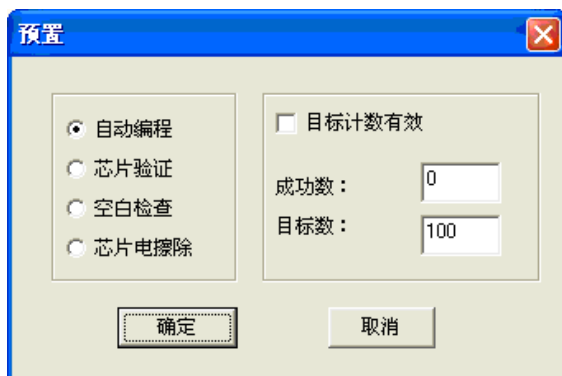 预置
自动编程
芯片验证
空白检查
芯片电擦除
目标计数有效
成功数：
0
目标数：
100
确定
取消